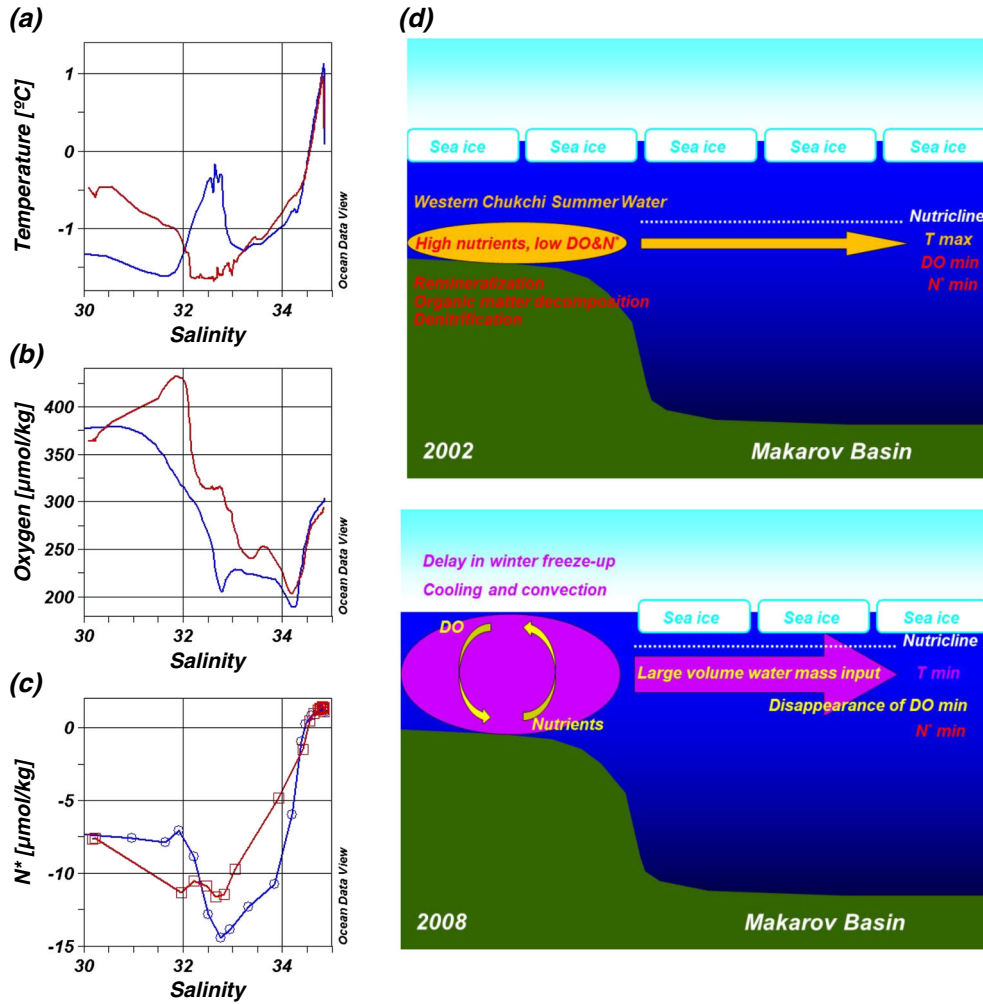 (a)
Temperature [ºC]
1
0
-1
30
32
34
Salinity
Ocean Data View
(b)
Oxygen [µmol/kg]
400
350
300
250
200
30
32
34
Salinity
Ocean Data View
(c)
N* [µmol/kg]
0
-5
-10
-15
30
32
34
Salinity
Ocean Data View
(d)
Sea ice Sea ice Sea ice Sea ice Sea ice
Western Chukchi Summer Water
Nutricline
High nutrients, low DO&N*
T max
DO min
N* min
Remineralization
Organic matter decomposition
Denitrification
2002
Makarov Basin
Delay in winter freeze-up
Cooling and convection
Sea ice Sea ice Sea ice
DO
Nutricline
Large volume water mass input
T min
Disappearance of DO min
Nutrients
N* min
2008
Makarov Basin